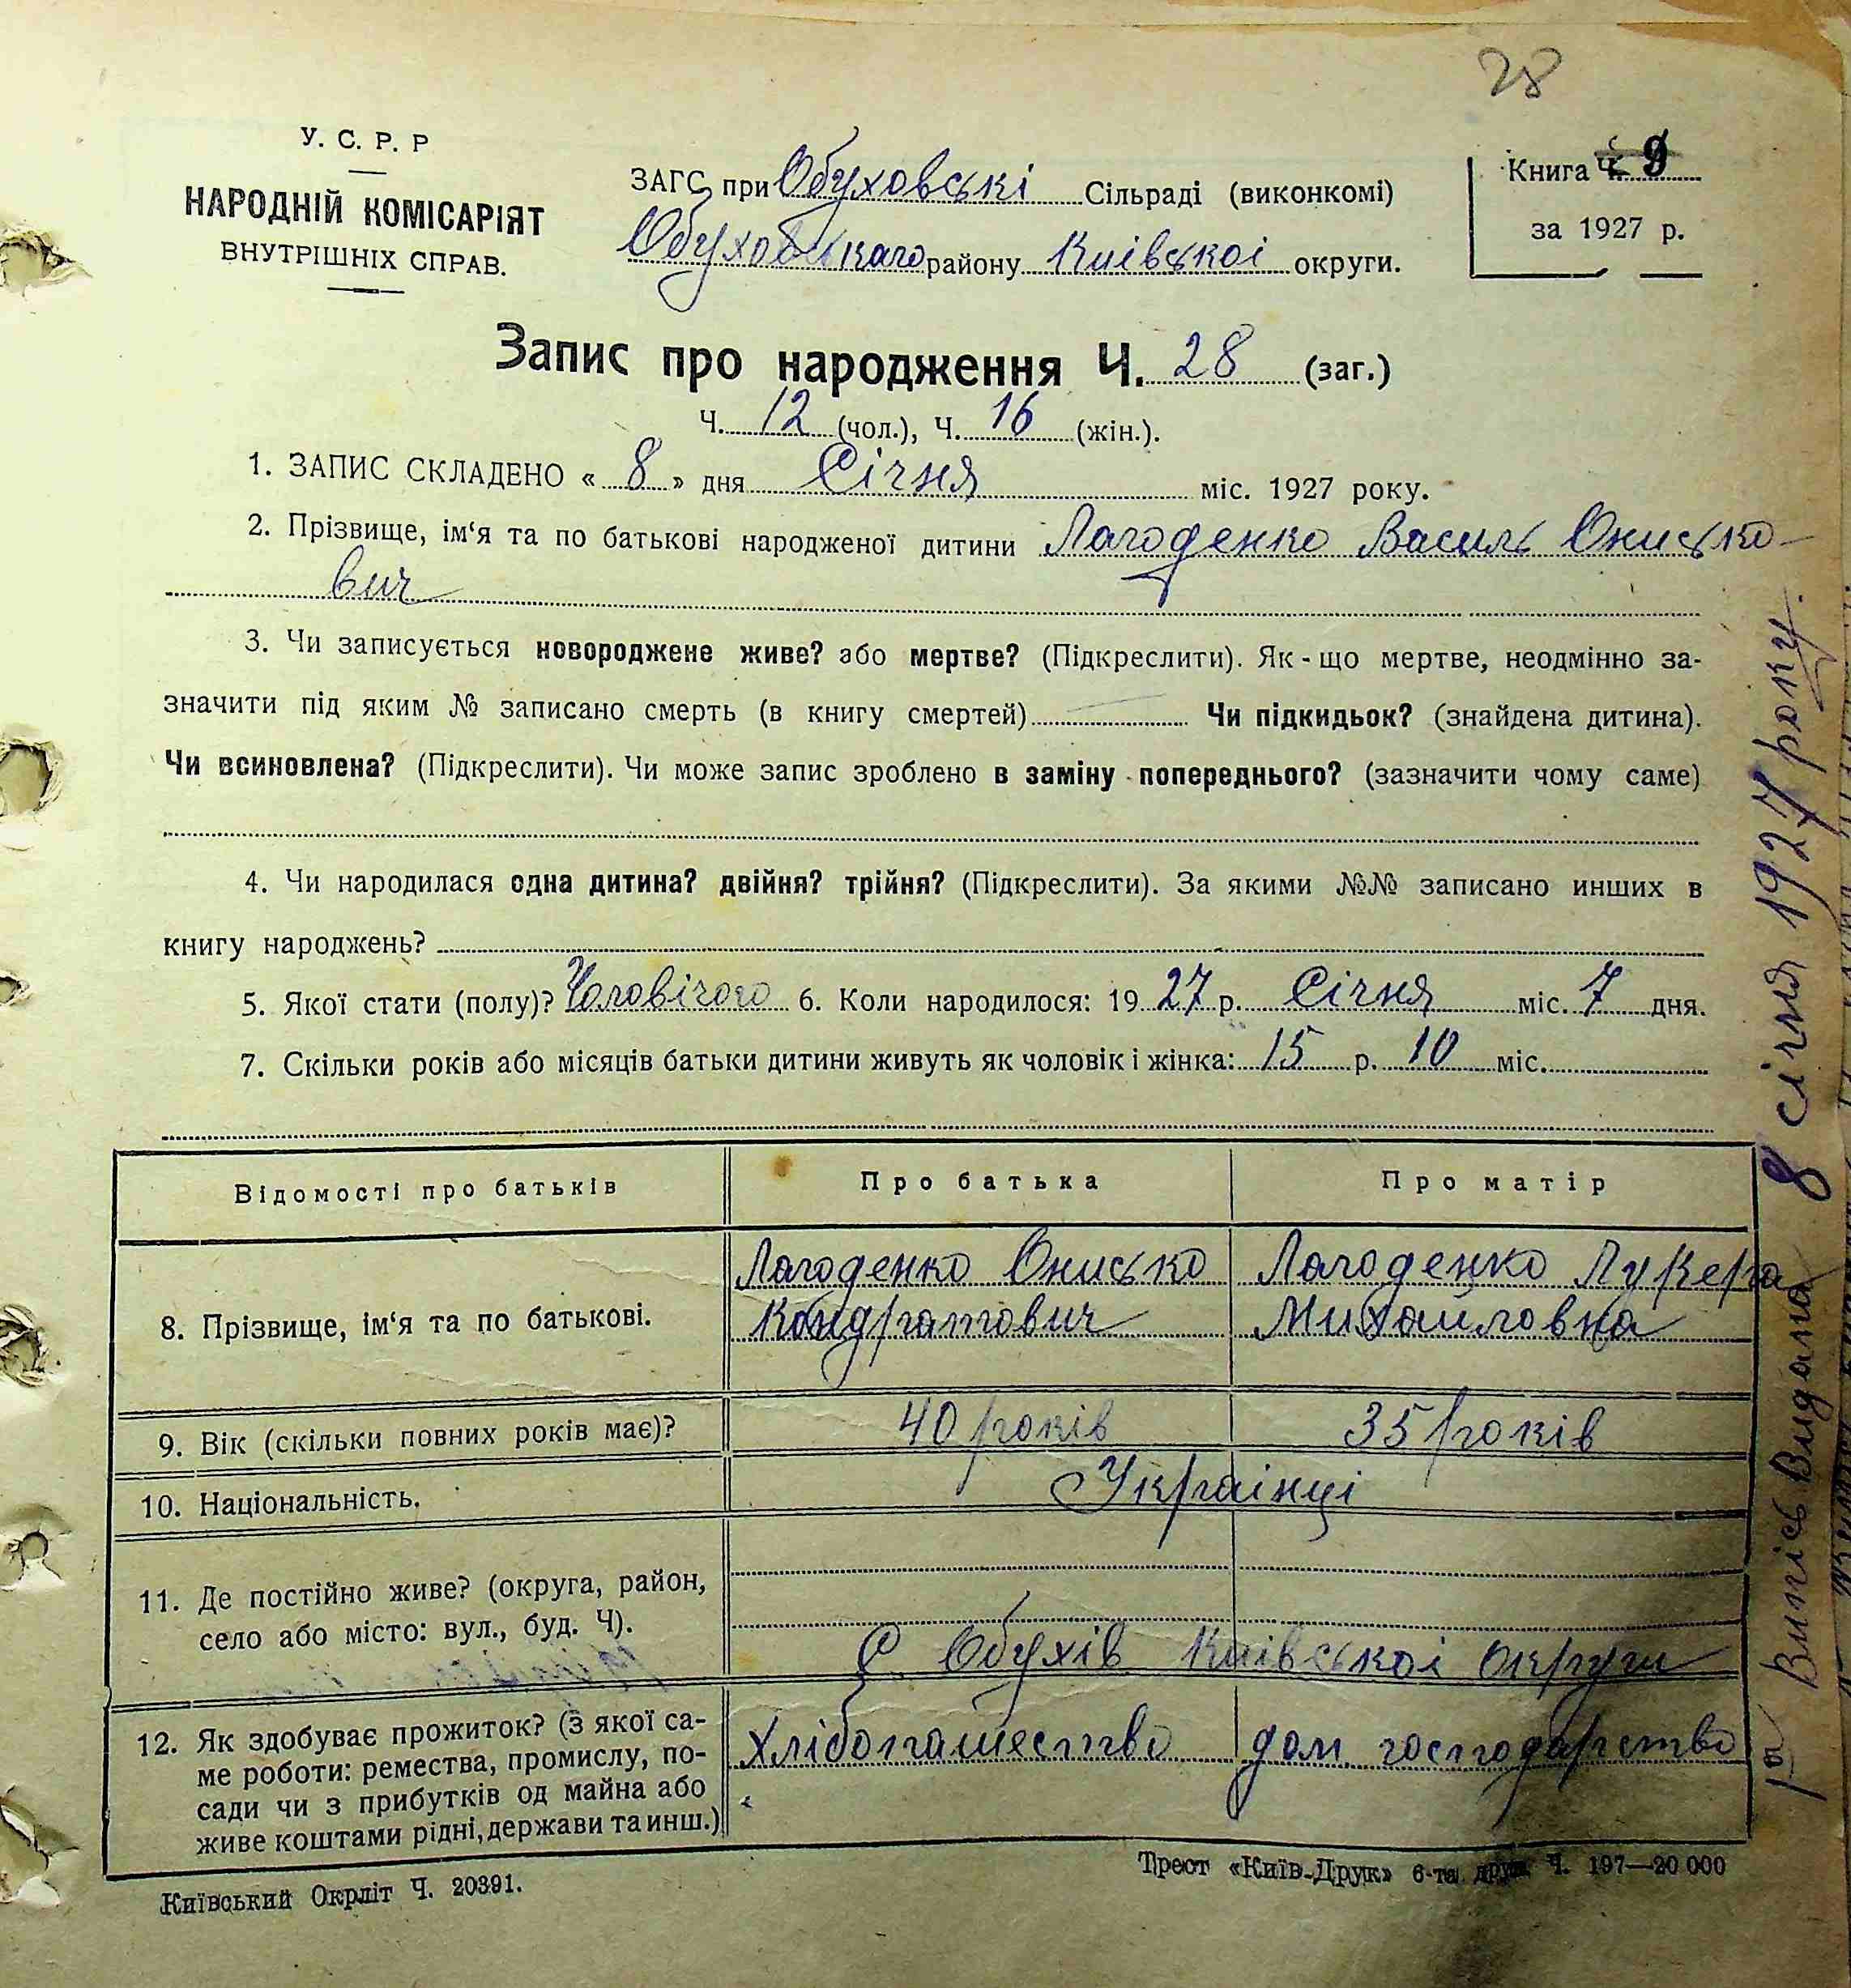 28
У. С. Р. Р
НАРОДНІЙ КОМІСАРІЯТ
ВНУТРІШНІХ СПРАВ.
ЗАГС при Обуховські Сільраді (виконкомі)
Обуховськаго району Киівськоі округи.
Книга Ч. 9
за 1927 р.
Запис про народження Ч. 28 (заг.)
Ч. 12 (чол.), Ч. 16 (жін.).
1. ЗАПИС СКЛАДЕНО « 8 » дня Січня міс. 1927 року.
2. Прізвище, ім‘я та по батькові народженої дитини Лагоденко Василь Онисько-
вич
3. Чи записується новороджене живе? або мертве? (Підкреслити). Як-що мертве, неодмінно за-
значити під яким № записано смерть (в книгу смертей) Чи підкидьок? (знайдена дитина).
Чи всиновлена? (Підкреслити). Чи може запис зроблено в заміну попереднього? (зазначити чому саме)
4. Чи народилася одна дитина? двійня? трійня? (Підкреслити). За якими №№ записано инших в
книгу народжень?
5. Якої стати (полу)? Чоловічого 6. Коли народилося: 19 27 р. Січня міс. 7 дня.
7. Скільки років або місяців батьки дитини живуть як чоловік і жінка: 15 р. 10 міс.
Відомості про батьків Про батька Про матір
8. Прізвище, ім‘я та по батькові.
Лагоденко Онисько
Кондратович
Лагоденко Лукера
Михайловна
9. Вік (скільки повних років має)? 40 років 35 років
10. Національність. Украінці
11. Де постійно живе? (округа, район,
село або місто: вул., буд. Ч).
С. Обухів Киівськоі округи
12. Як здобуває прожиток? (з якої са-
ме роботи: ремества, промислу, по-
сади чи з прибутків од майна або
живе коштами рідні, держави та инш.)
Хлібопашество
дом. господарство
Київський Окрліт Ч. 20391.
Трест «Київ-Друк» 6-та друк. Ч. 197—20 000
Випісь Видана 8 січня 1927 року.